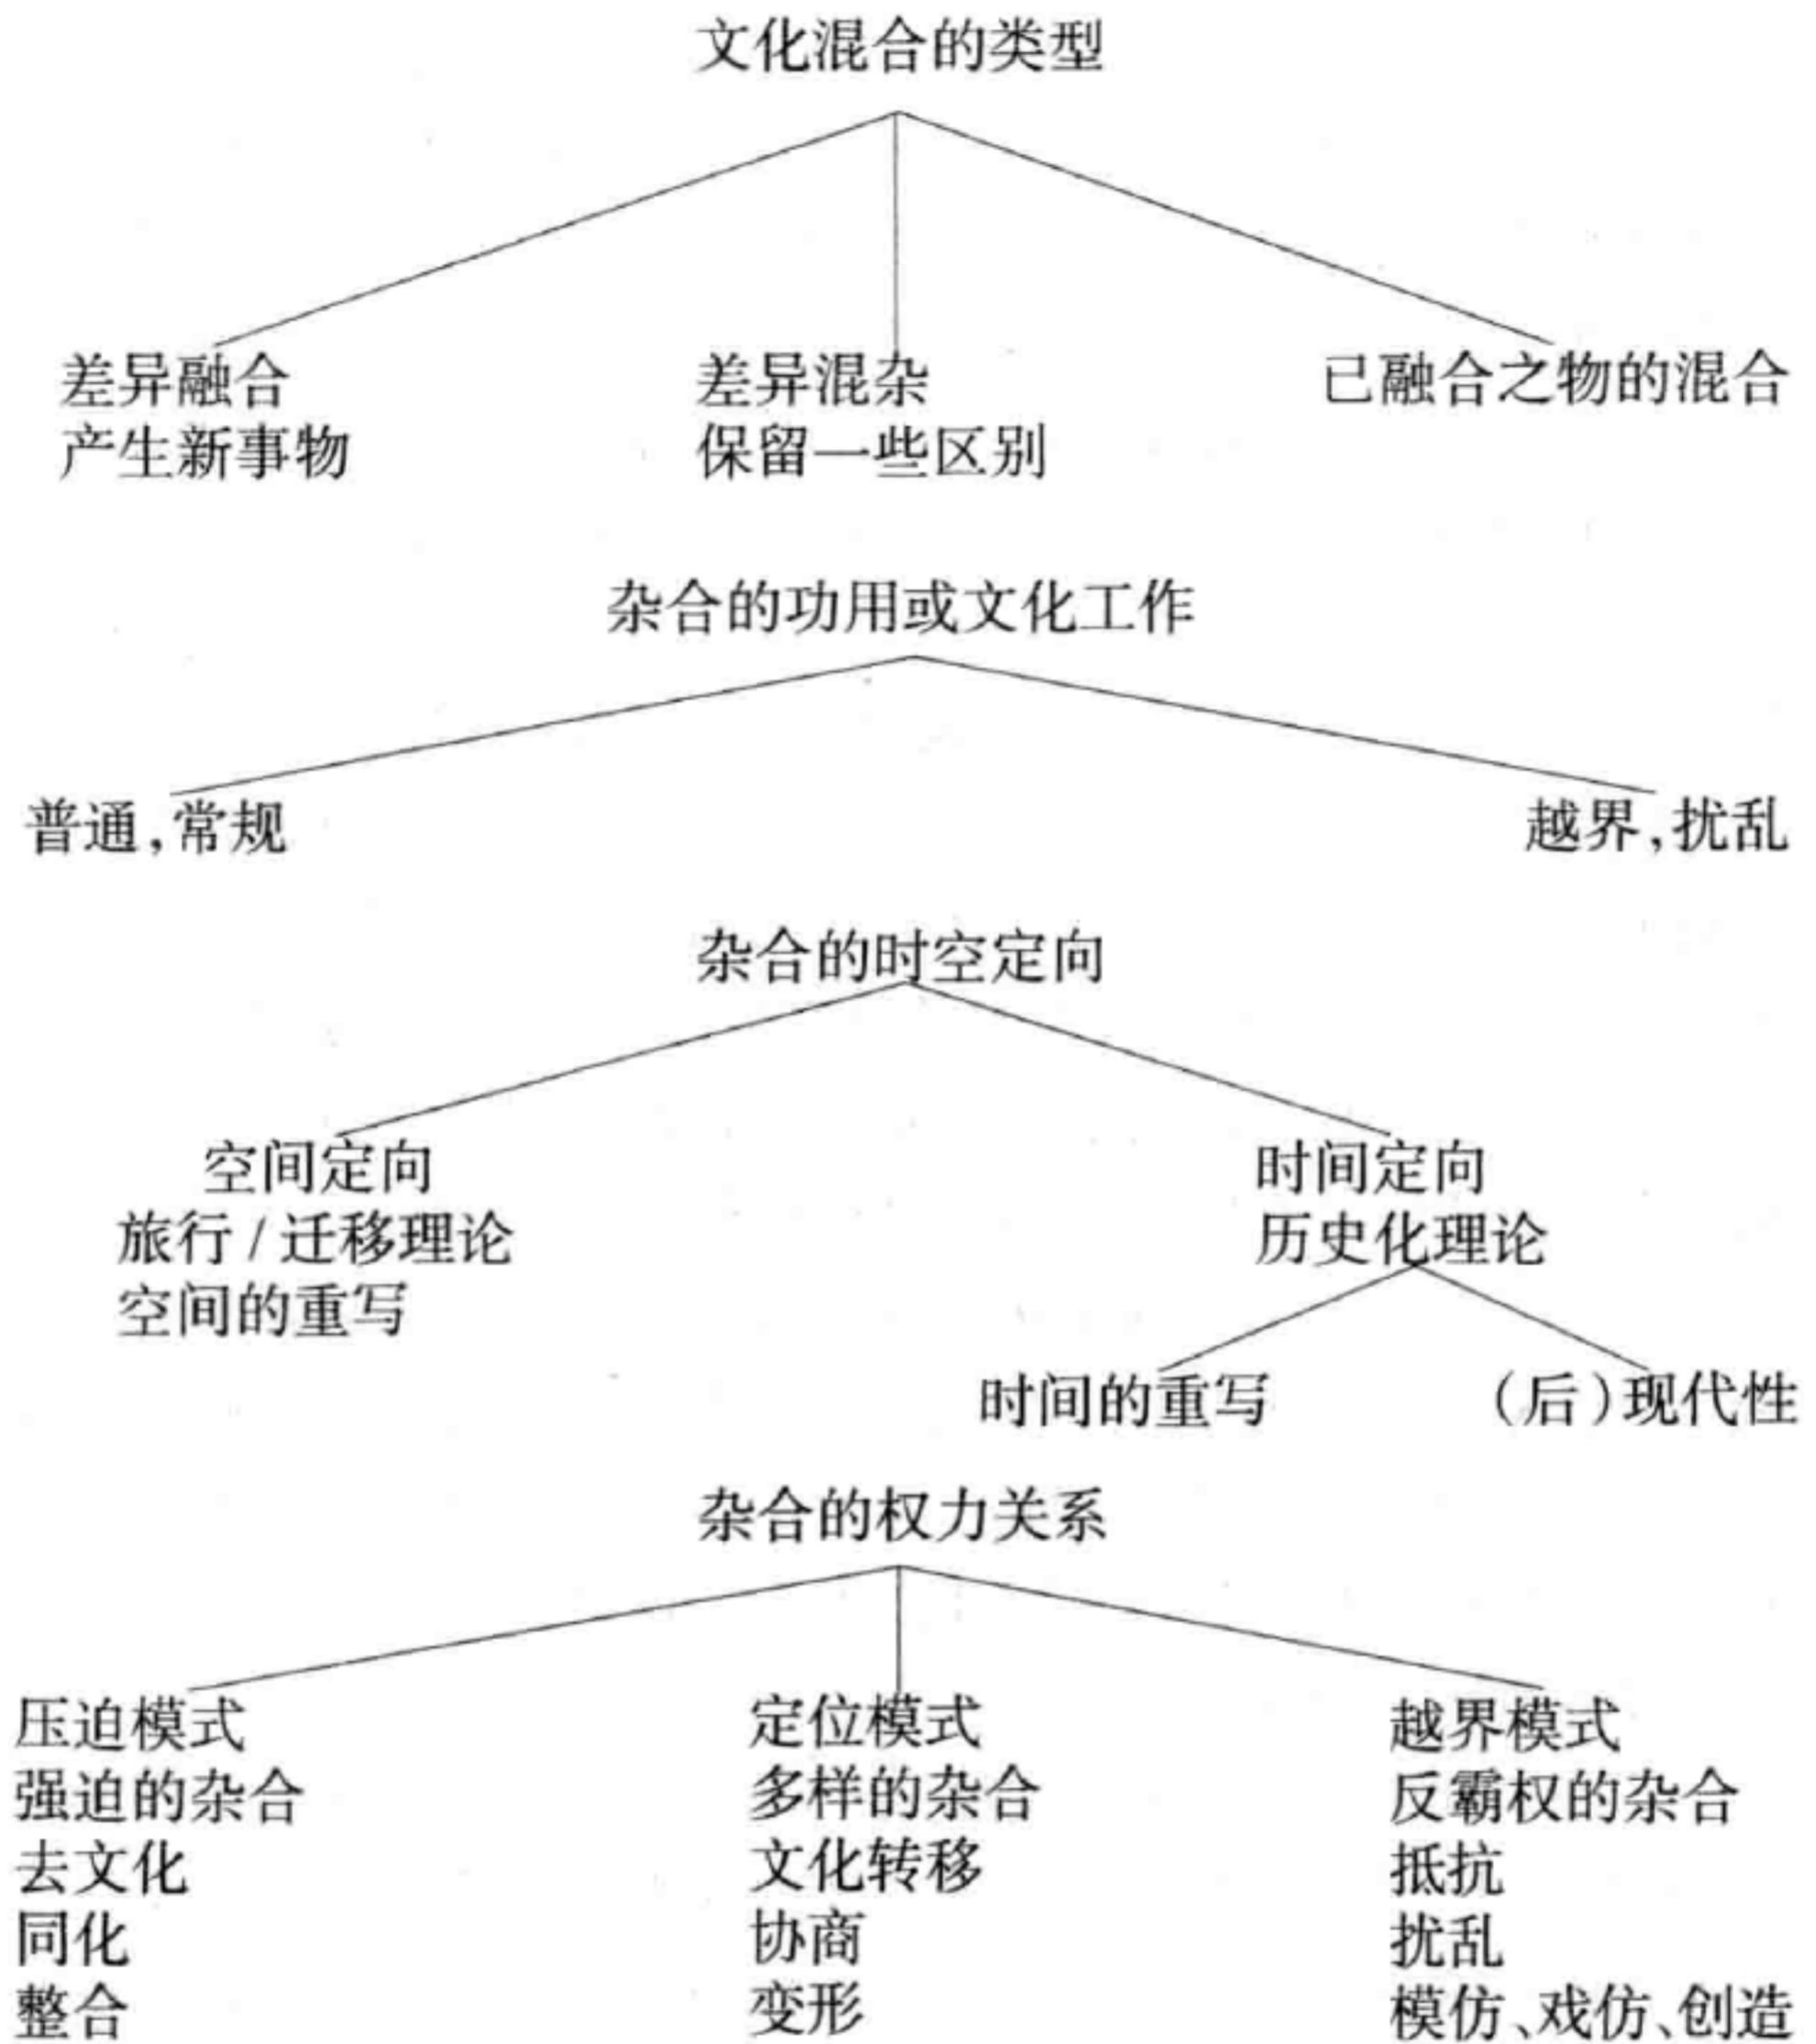 文化混合的类型
差异融合
产生新事物
差异混杂
保留一些区别
已融合之物的混合
杂合的功用或文化工作
普通,常规
越界,扰乱
杂合的时空定向
空间定向
旅行/迁移理论
空间的重写
时间定向
历史化理论
时间的重写
(后)现代性
杂合的权力关系
压迫模式
强迫的杂合
去文化
同化
整合
定位模式
多样的杂合
文化转移
协商
变形
越界模式
反霸权的杂合
抵抗
扰乱
模仿、戏仿、创造